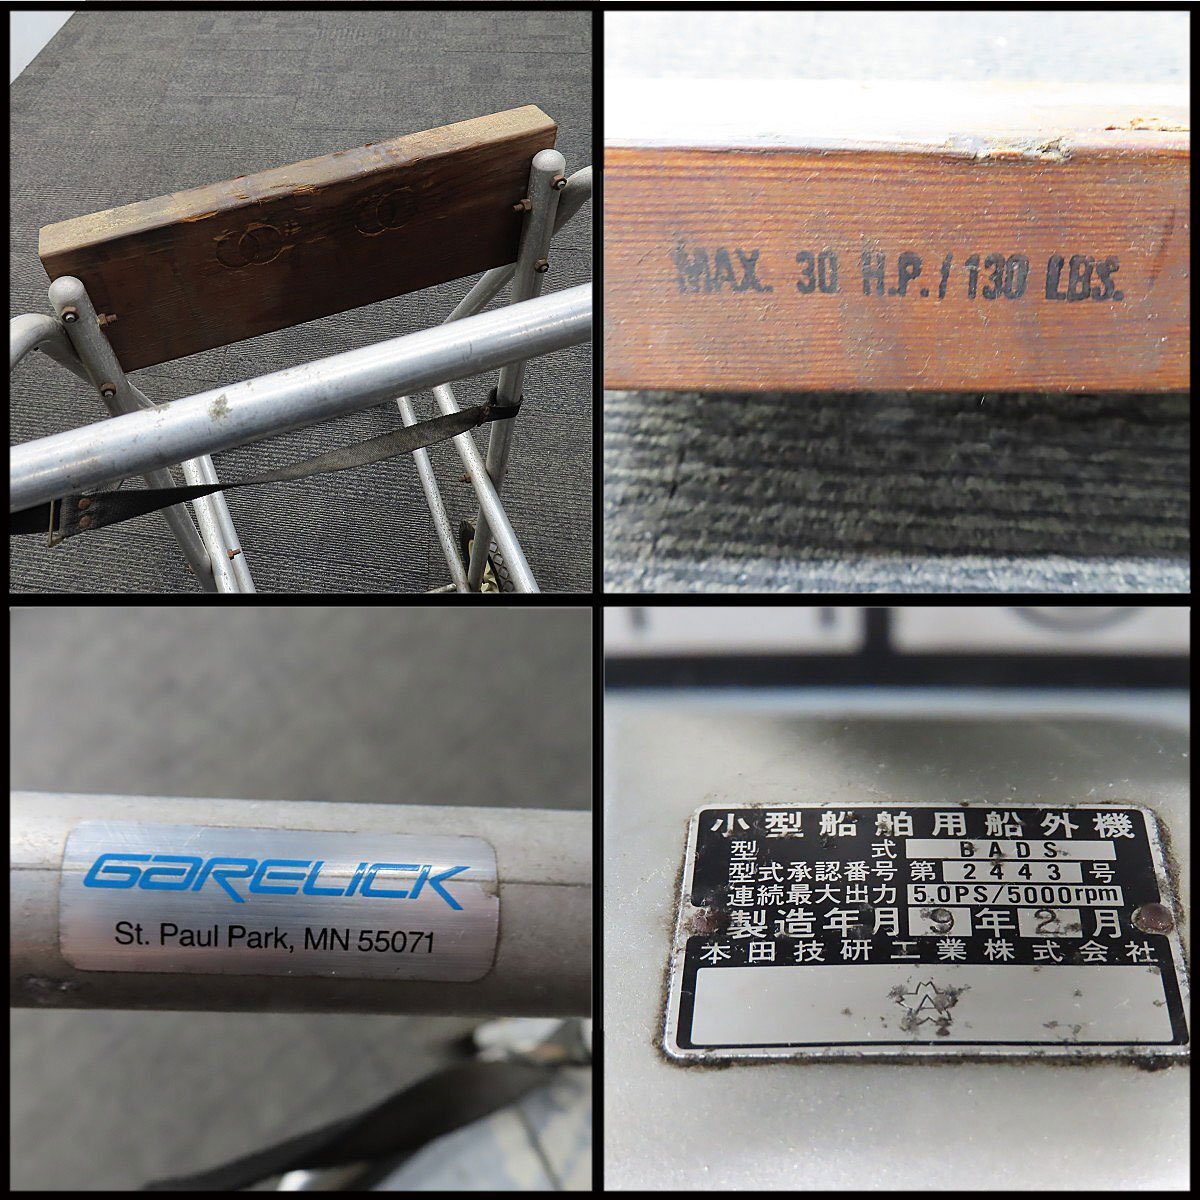 MAX. 30 H.P./130 LBS.
GARELICK
St. Paul Park, MN 55071
小型船舶用船外機
型式 BADS
型式承認番号 第 2443 号
連続最大出力 5.0PS/5000rpm
製造年月 9年2月
本田技研工業株式会社